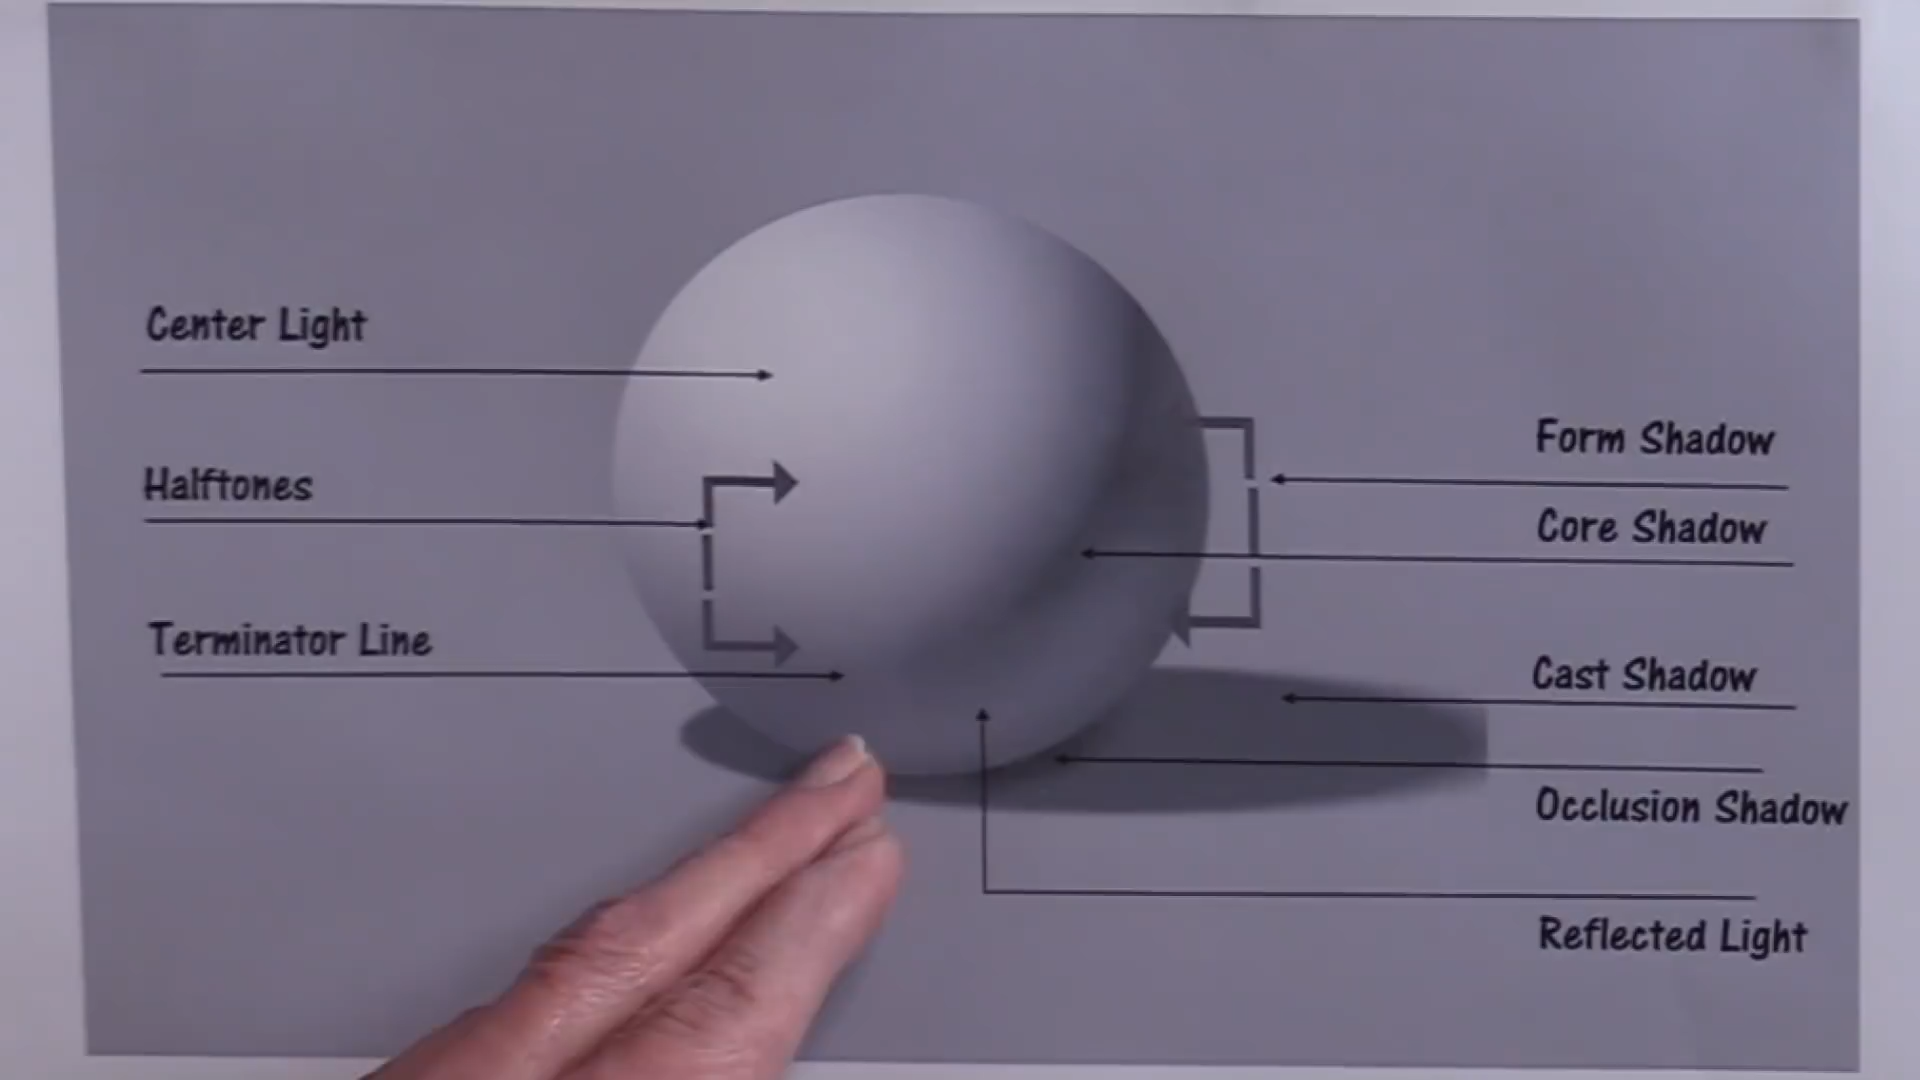 Center Light
Halftones
Terminator Line
Form Shadow
Core Shadow
Cast Shadow
Occlusion Shadow
Reflected Light